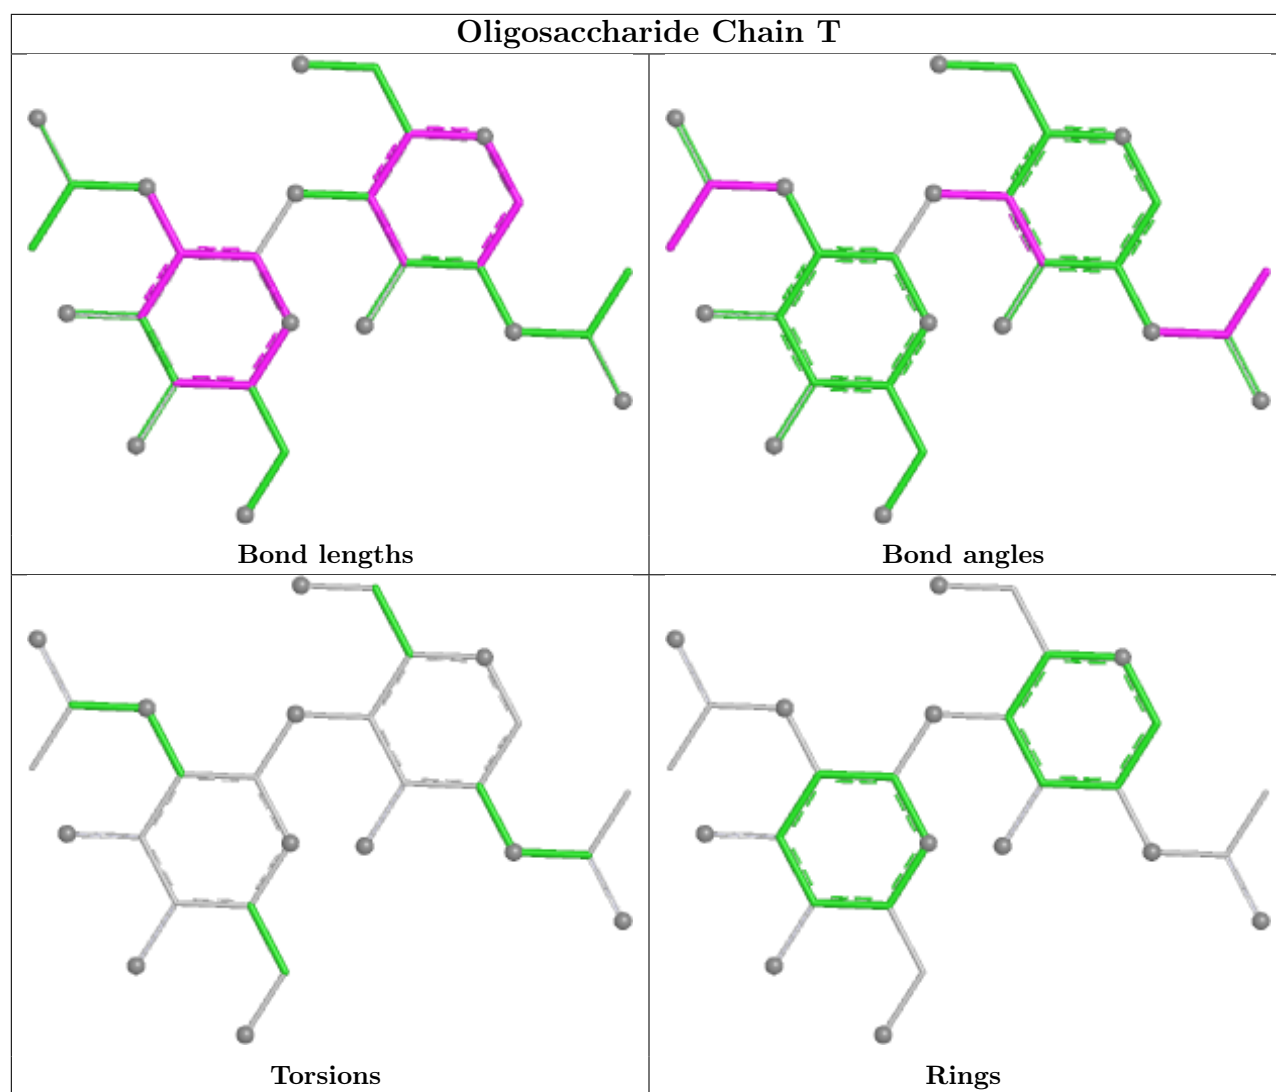 Oligosaccharide Chain T
Bond lengths
Bond angles
Torsions
Rings